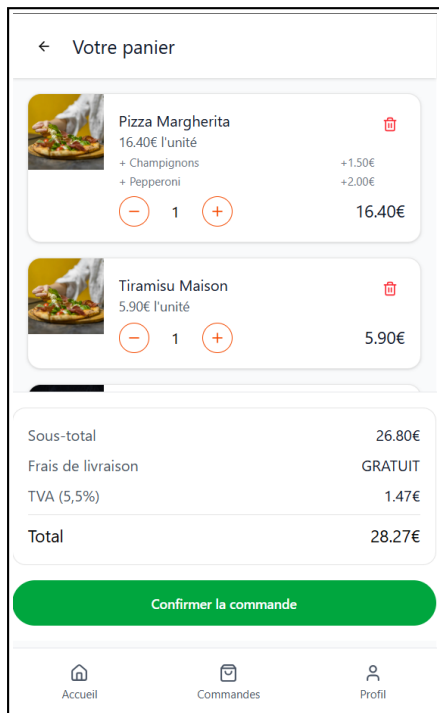 Votre panier
Pizza Margherita
16.40€ l'unité
+ Champignons +1.50€
+ Pepperoni +2.00€
1 16.40€
Tiramisu Maison
5.90€ l'unité
1 5.90€
Sous-total 26.80€
Frais de livraison GRATUIT
TVA (5,5%) 1.47€
Total 28.27€
Confirmer la commande
Accueil Commandes Profil